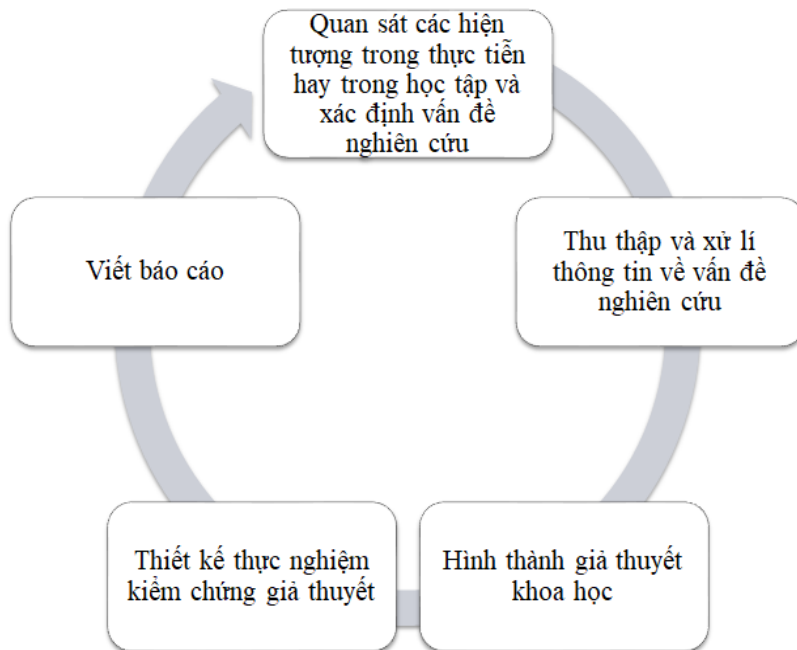 Quan sát các hiện
tượng trong thực tiễn
hay trong học tập và
xác định vấn đề
nghiên cứu
Thu thập và xử lí
thông tin về vấn đề
nghiên cứu
Hình thành giả thuyết
khoa học
Thiết kế thực nghiệm
kiểm chứng giả thuyết
Viết báo cáo